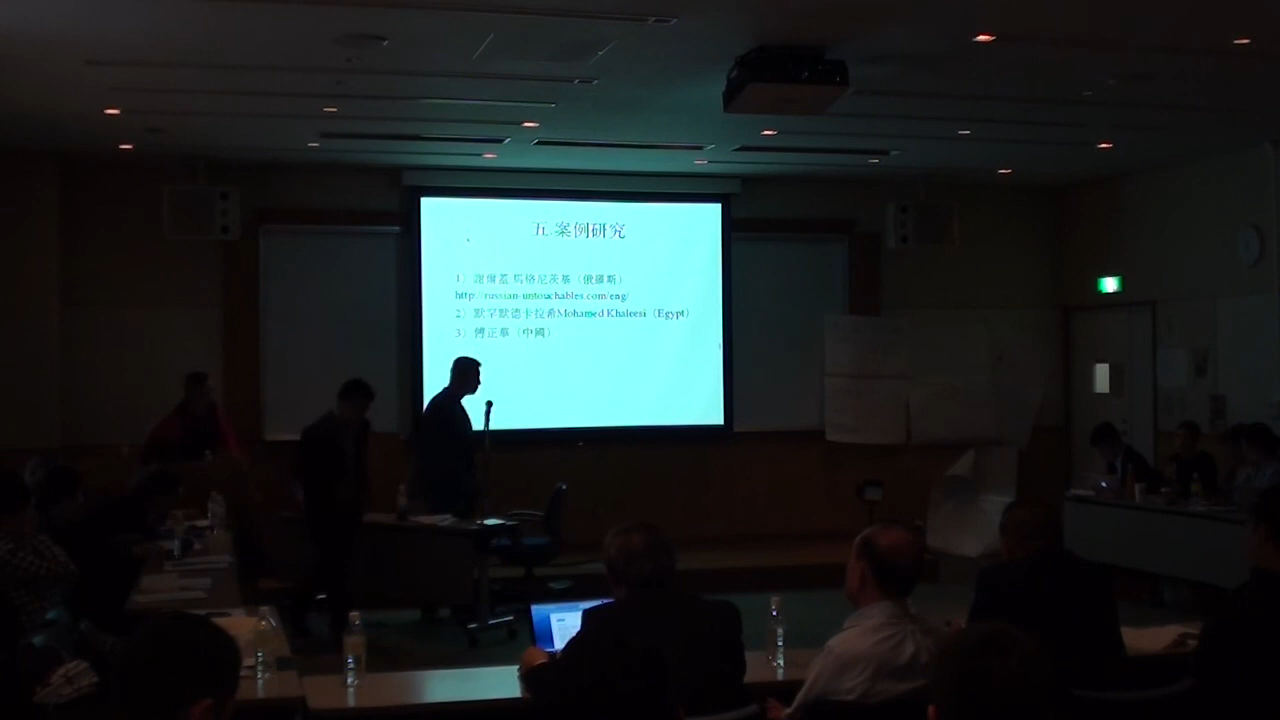 五.案例研究
1）謝爾蓋.馬格尼茨基（俄羅斯）
http://russian-untouchables.com/eng/
2）默罕默德卡拉希Mohamed Khaleesi（Egypt）
3）傅正華（中國）